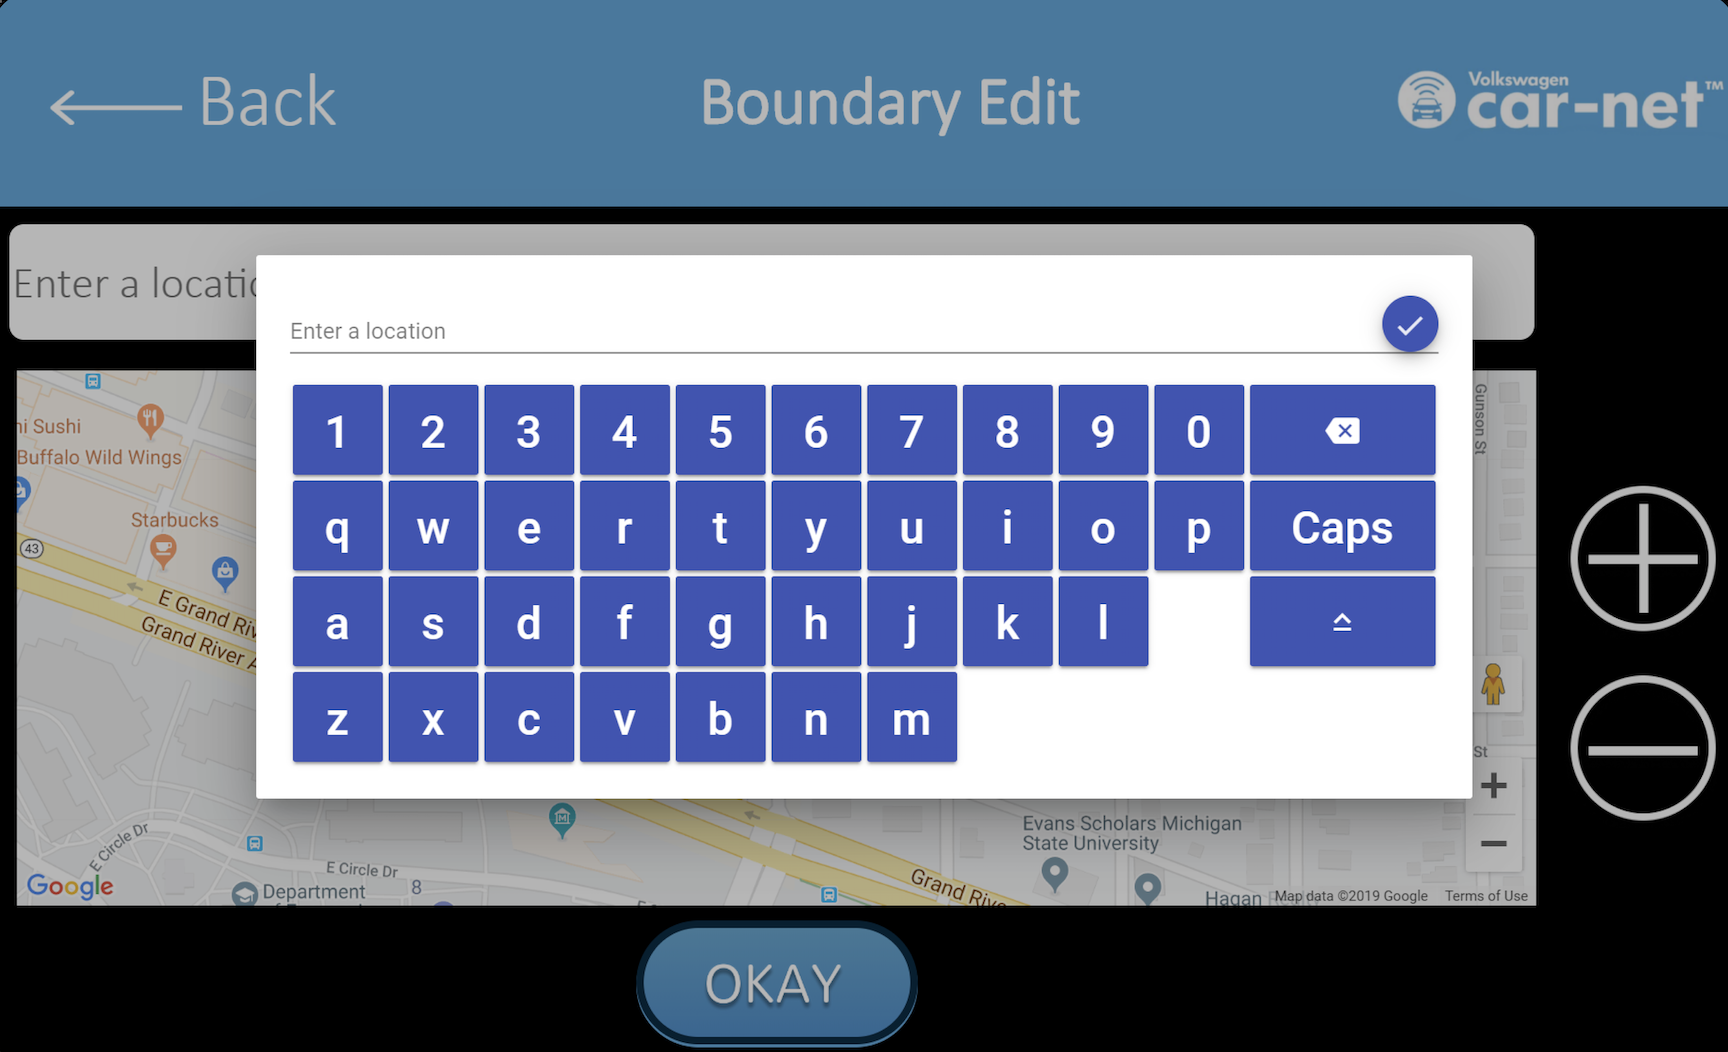 Back
Boundary Edit
Volkswagen
car-net™
Enter a locatio
Enter a location
1 2 3 4 5 6 7 8 9 0
q w e r t y u i o p Caps
a s d f g h j k l
z x c v b n m
ni Sushi
Buffalo Wild Wings
Starbucks
43
E Grand Riv
Grand River A
Gunson St
St
+
−
Evans Scholars Michigan
State University
E Circle Dr
E Circle Dr
8
Department
Grand Rive
Hagan
Google
Map data ©2019 Google
Terms of Use
OKAY